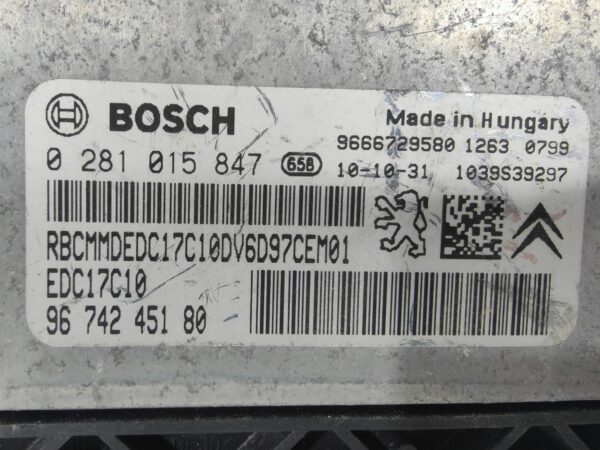 BOSCH
Made in Hungary
9666729580 1263 0799
0 281 015 847 658
10-10-31 1039S39297
RBCMMDEDC17C10DV6D97CEM01
EDC17C10
96 742 451 80